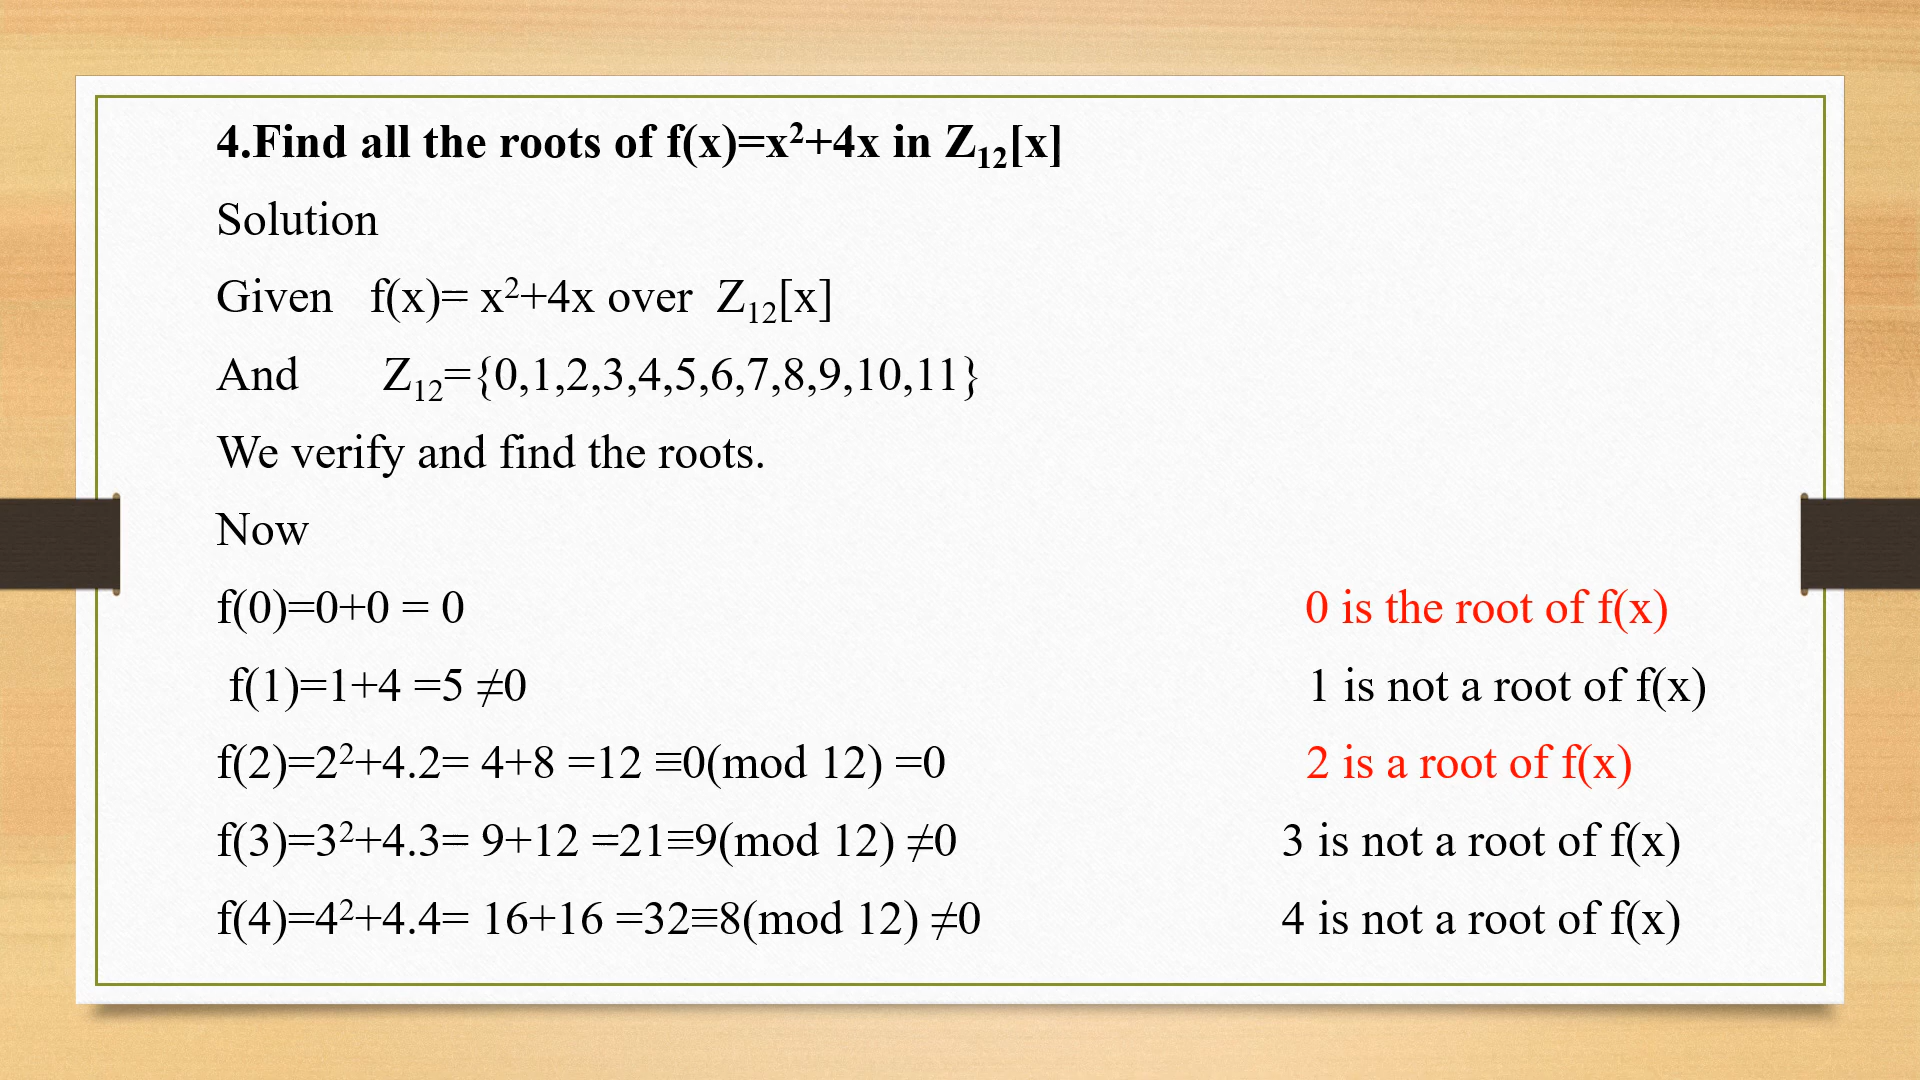 4.Find all the roots of f(x)=x²+4x in Z₁₂[x]
Solution
Given f(x)= x²+4x over Z₁₂[x]
And Z₁₂={0,1,2,3,4,5,6,7,8,9,10,11}
We verify and find the roots.
Now
f(0)=0+0 = 0 0 is the root of f(x)
f(1)=1+4 =5 ≠0 1 is not a root of f(x)
f(2)=2²+4.2= 4+8 =12 ≡0(mod 12) =0 2 is a root of f(x)
f(3)=3²+4.3= 9+12 =21≡9(mod 12) ≠0 3 is not a root of f(x)
f(4)=4²+4.4= 16+16 =32≡8(mod 12) ≠0 4 is not a root of f(x)